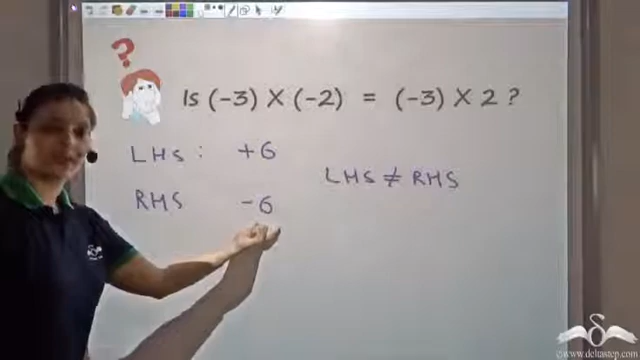 ?
Is (-3) X (-2) = (-3) X 2 ?
LHS : +6
LHS ≠ RHS
RHS -6
©www.deltastep.com